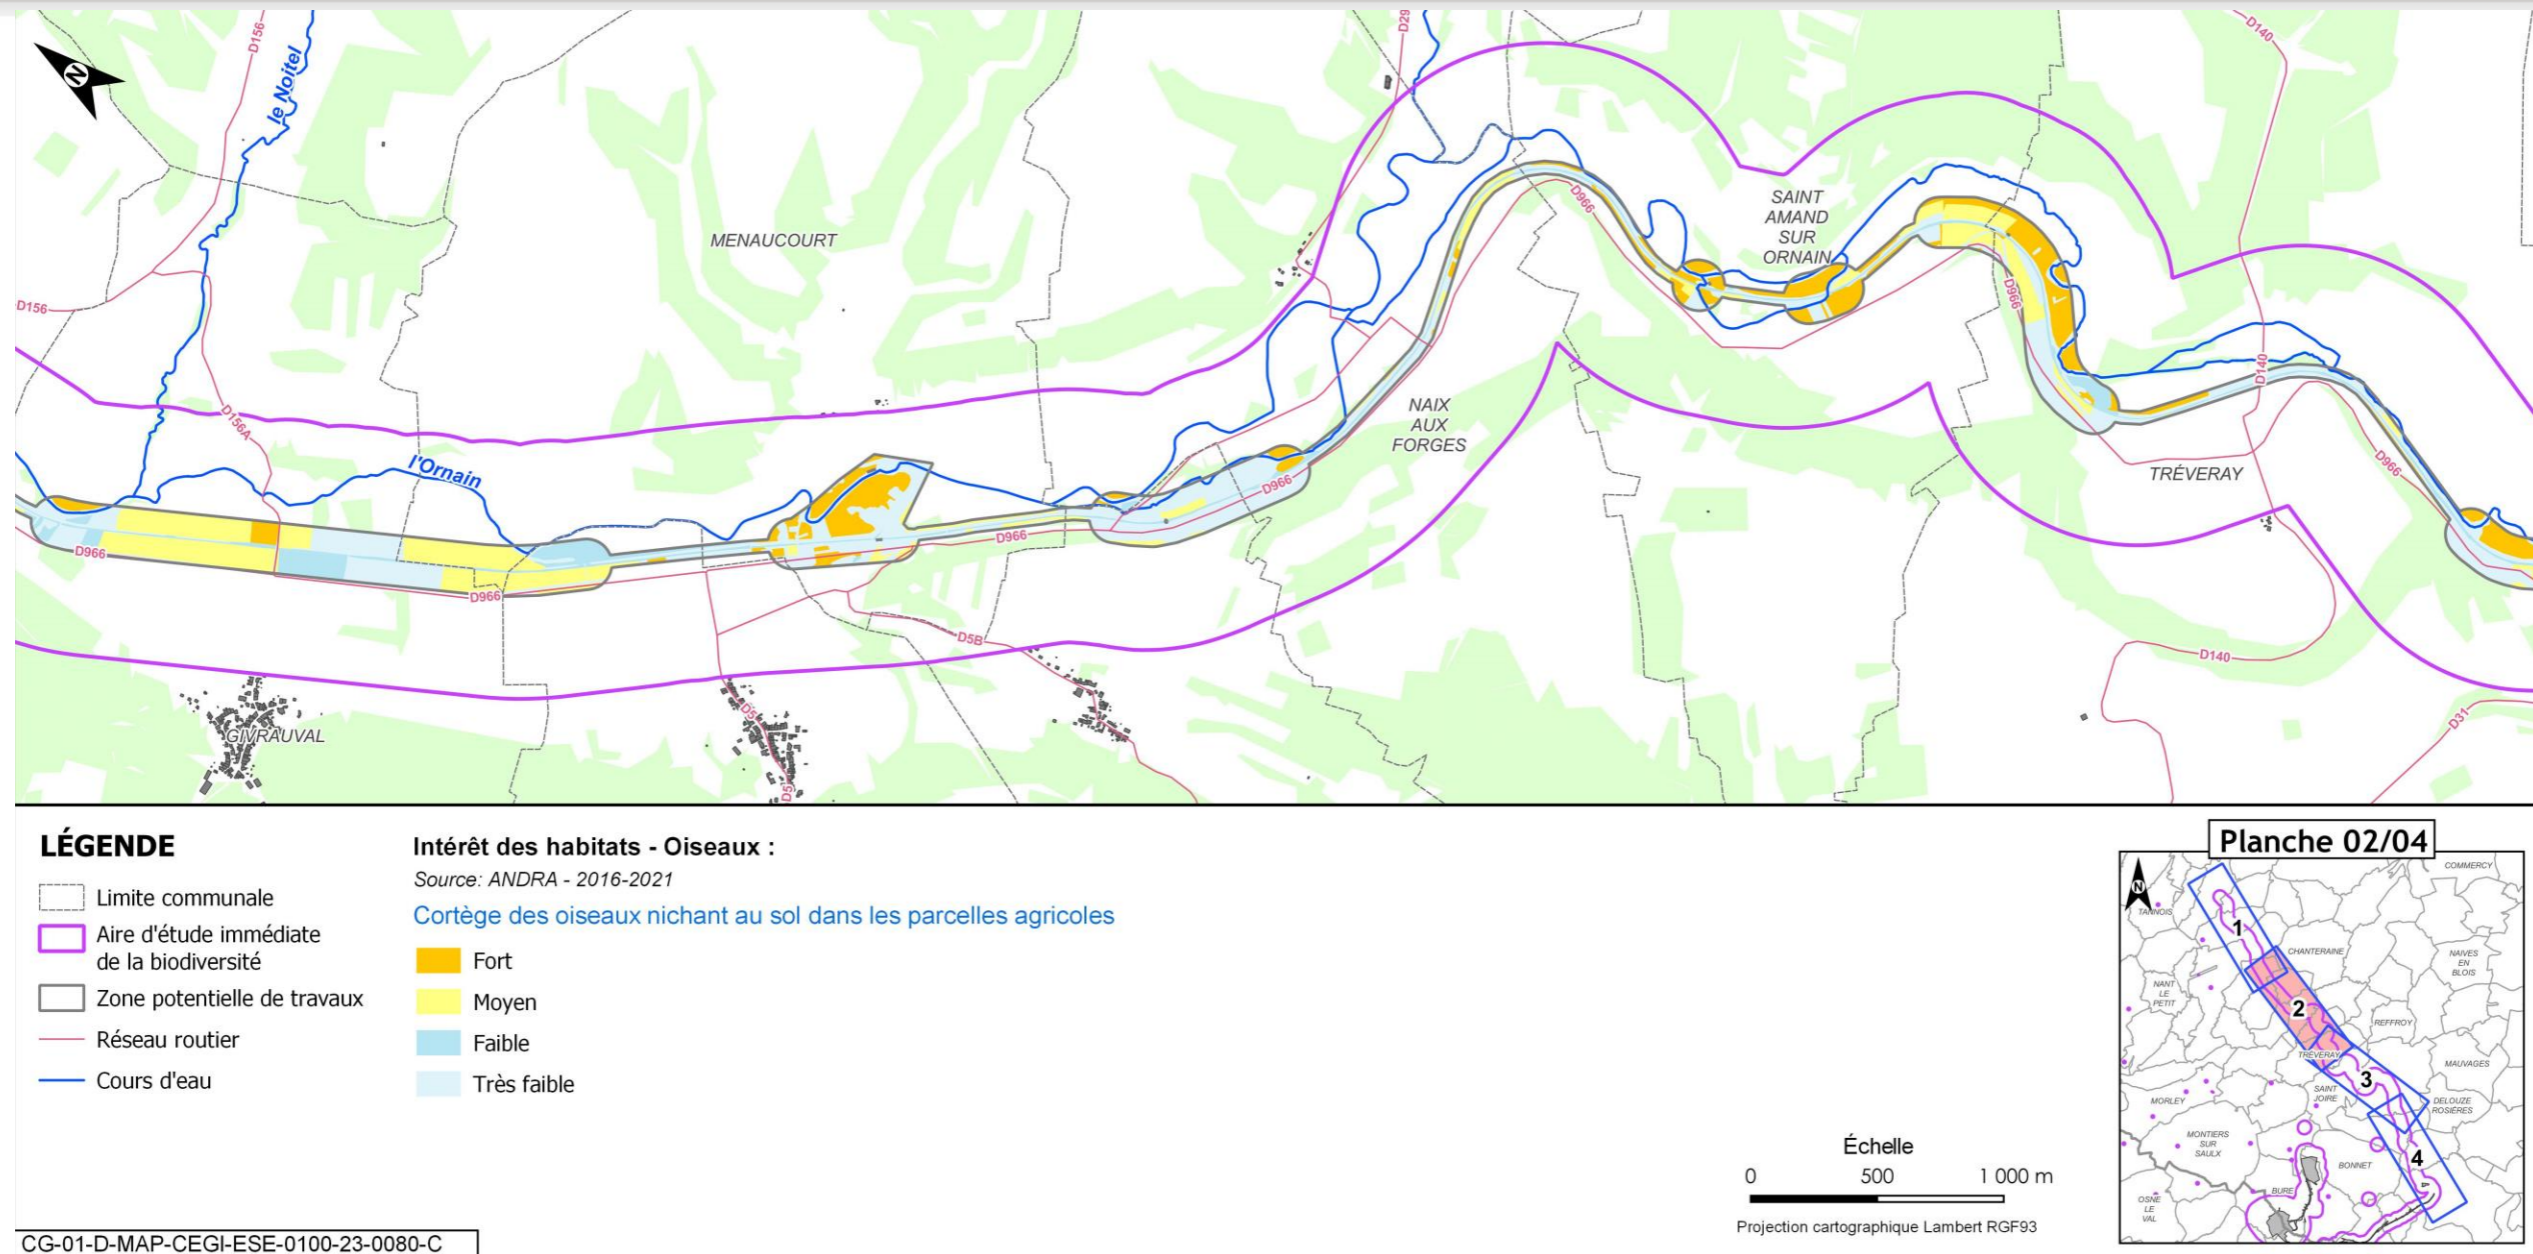 D156
le Noitel
D29
D140
MENAUCOURT
D966
SAINT
AMAND
SUR
ORNAIN
D156
D966
D156A
D140
NAIX
AUX
FORGES
l'Ornain
D966
TRÉVERAY
D966
D966
D966
D966
D5B
D140
GIVRAUVAL
D5
D31
D5
LÉGENDE
Limite communale
Aire d'étude immédiate
de la biodiversité
Zone potentielle de travaux
Réseau routier
Cours d'eau
Intérêt des habitats - Oiseaux :
Source: ANDRA - 2016-2021
Cortège des oiseaux nichant au sol dans les parcelles agricoles
Fort
Moyen
Faible
Très faible
Échelle
0 500 1 000 m
Projection cartographique Lambert RGF93
Planche 02/04
COMMERCY
N
TANNOIS
1
CHANTERAINE
NAIVES
EN
BLOIS
NANT
LE
PETIT
2
REFFROY
TRÉVERAY
MAUVAGES
3
SAINT
JOIRE
MORLEY
DELOUZE
ROSIÈRES
MONTIERS
SUR
SAULX
4
BONNET
BURE
OSNE
LE
VAL
N
CG-01-D-MAP-CEGI-ESE-0100-23-0080-C